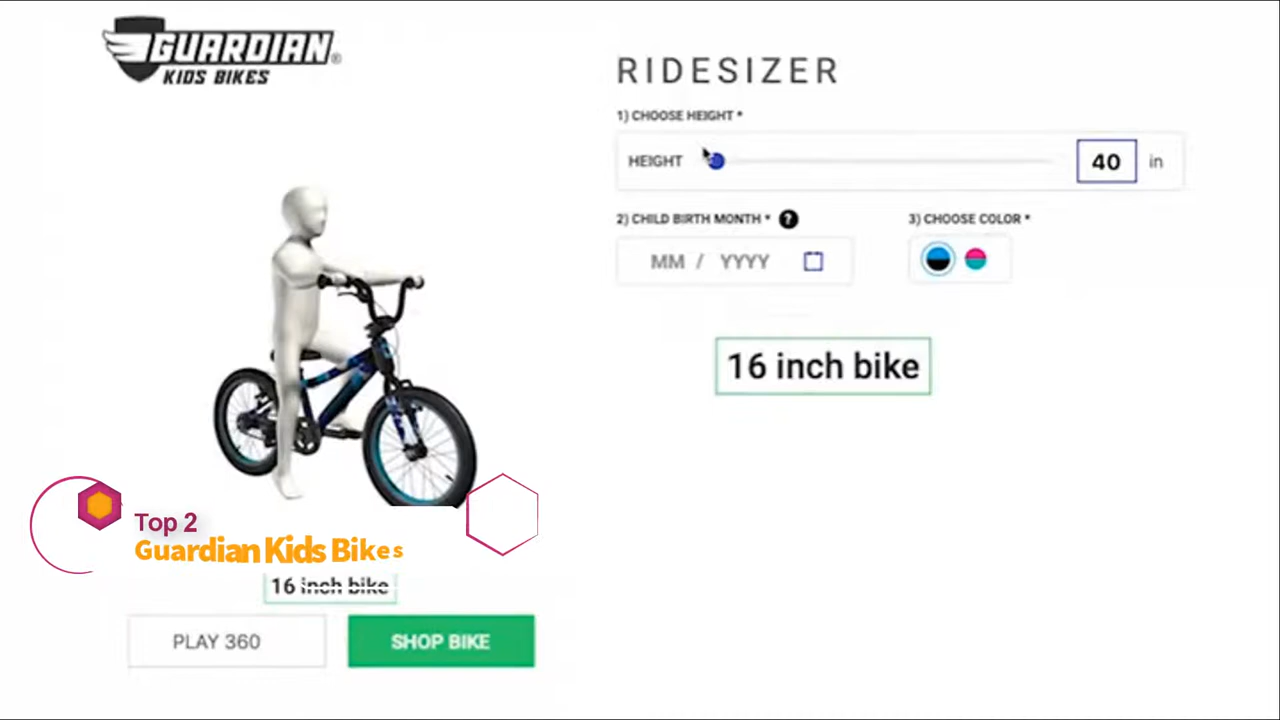 GUARDIAN®
KIDS BIKES
RIDESIZER
1) CHOOSE HEIGHT *
HEIGHT
40 in
2) CHILD BIRTH MONTH * ?
3) CHOOSE COLOR *
MM / YYYY
16 inch bike
Top 2
Guardian Kids Bikes
16 inch bike
PLAY 360
SHOP BIKE